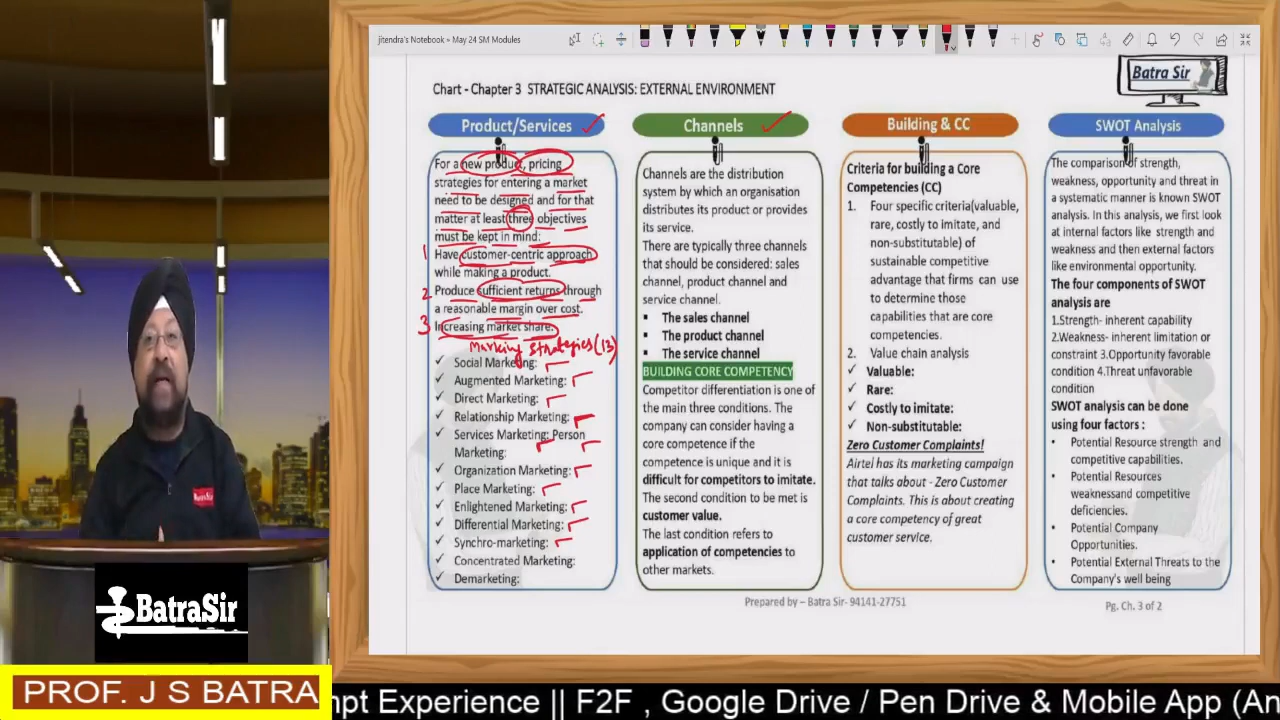 jitendra's Notebook » May 24 SM Modules
Chart - Chapter 3 STRATEGIC ANALYSIS: EXTERNAL ENVIRONMENT
Batra Sir
Product/Services
For a new product, pricing
strategies for entering a market
need to be designed and for that
matter at least three objectives
must be kept in mind:
1 Have customer-centric approach
while making a product.
2 Produce sufficient returns through
a reasonable margin over cost.
3 Increasing market share.
Marking Strategies (13)
✓ Social Marketing:
✓ Augmented Marketing:
✓ Direct Marketing:
✓ Relationship Marketing:
✓ Services Marketing: Person
Marketing:
✓ Organization Marketing:
✓ Place Marketing:
✓ Enlightened Marketing:
✓ Differential Marketing:
✓ Synchro-marketing:
✓ Concentrated Marketing:
✓ Demarketing:
Channels
Channels are the distribution
system by which an organisation
distributes its product or provides
its service.
There are typically three channels
that should be considered: sales
channel, product channel and
service channel.
▪ The sales channel
▪ The product channel
▪ The service channel
BUILDING CORE COMPETENCY
Competitor differentiation is one of
the main three conditions. The
company can consider having a
core competence if the
competence is unique and it is
difficult for competitors to imitate.
The second condition to be met is
customer value.
The last condition refers to
application of competencies to
other markets.
Building & CC
Criteria for building a Core
Competencies (CC)
1. Four specific criteria(valuable,
rare, costly to imitate, and
non-substitutable) of
sustainable competitive
advantage that firms can use
to determine those
capabilities that are core
competencies.
2. Value chain analysis
✓ Valuable:
✓ Rare:
✓ Costly to imitate:
✓ Non-substitutable:
Zero Customer Complaints!
Airtel has its marketing campaign
that talks about - Zero Customer
Complaints. This is about creating
a core competency of great
customer service.
SWOT Analysis
The comparison of strength,
weakness, opportunity and threat in
a systematic manner is known SWOT
analysis. In this analysis, we first look
at internal factors like strength and
weakness and then external factors
like environmental opportunity.
The four components of SWOT
analysis are
1.Strength- inherent capability
2.Weakness- inherent limitation or
constraint 3.Opportunity favorable
condition 4.Threat unfavorable
condition
SWOT analysis can be done
using four factors :
• Potential Resource strength and
competitive capabilities.
• Potential Resources
weaknessand competitive
deficiencies.
• Potential Company
Opportunities.
• Potential External Threats to the
Company's well being
Prepared by – Batra Sir- 94141-27751
Pg. Ch. 3 of 2
BatraSir
BatraSir
PROF. J S BATRA
mpt Experience || F2F , Google Drive / Pen Drive & Mobile App (An